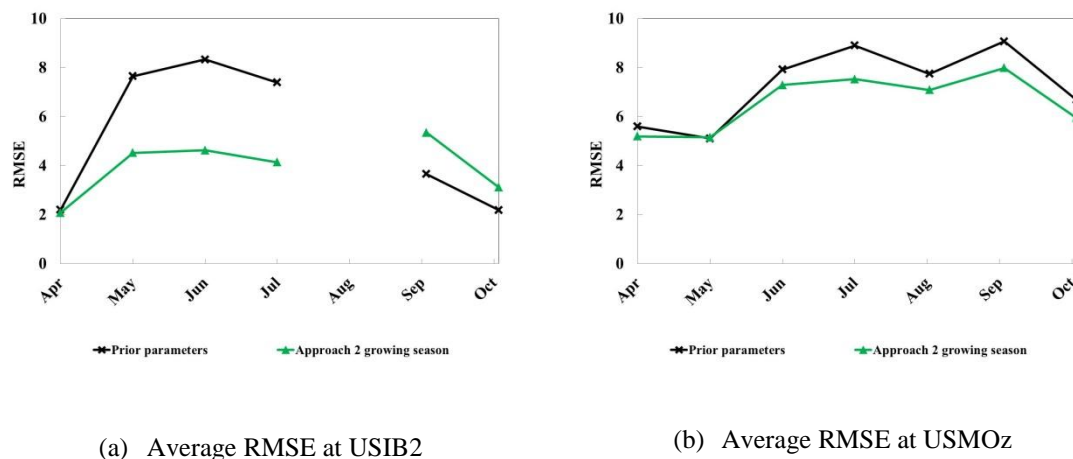 10
8
6
4
2
0
RMSE
Apr
May
Jun
Jul
Aug
Sep
Oct
Prior parameters
Approach 2 growing season
(a) Average RMSE at USIB2
10
8
6
4
2
0
RMSE
Apr
May
Jun
Jul
Aug
Sep
Oct
Prior parameters
Approach 2 growing season
(b) Average RMSE at USMOz